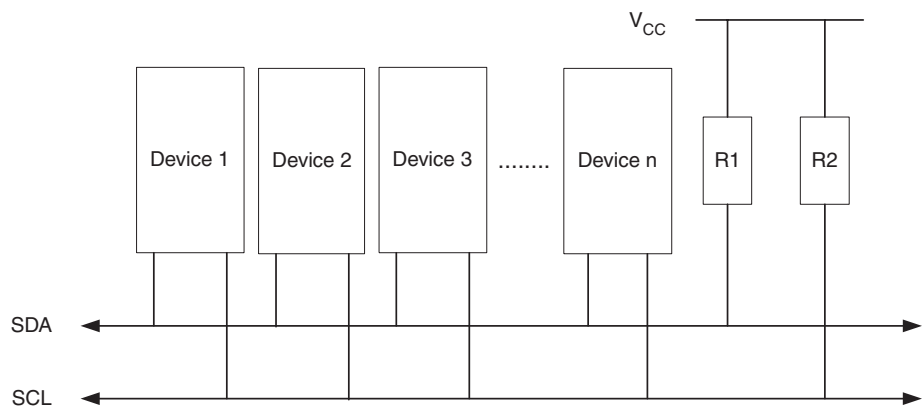 V_CC
Device 1
Device 2
Device 3
........
Device n
R1
R2
SDA
SCL